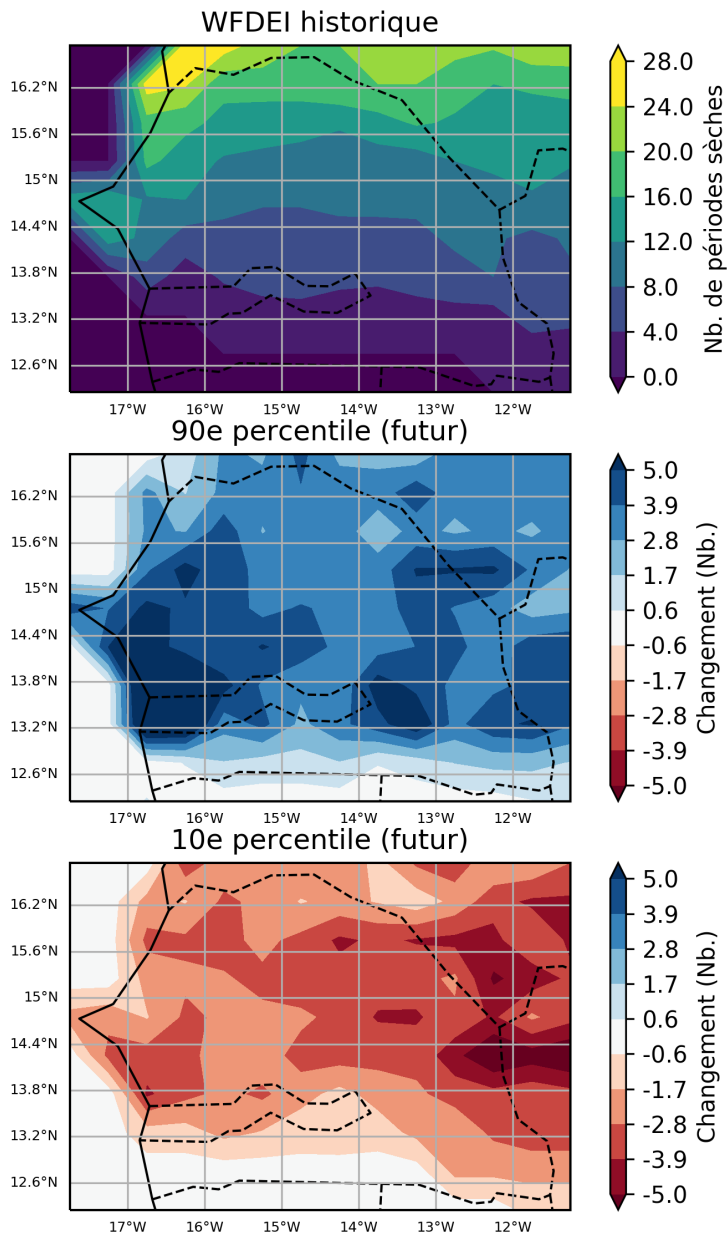 WFDEI historique
16.2°N
15.6°N
15°N
14.4°N
13.8°N
13.2°N
12.6°N
17°W 16°W 15°W 14°W 13°W 12°W
28.0
24.0
20.0
16.0
12.0
8.0
4.0
0.0
Nb. de périodes sèches
90e percentile (futur)
16.2°N
15.6°N
15°N
14.4°N
13.8°N
13.2°N
12.6°N
17°W 16°W 15°W 14°W 13°W 12°W
5.0
3.9
2.8
1.7
0.6
-0.6
-1.7
-2.8
-3.9
-5.0
Changement (Nb.)
10e percentile (futur)
16.2°N
15.6°N
15°N
14.4°N
13.8°N
13.2°N
12.6°N
17°W 16°W 15°W 14°W 13°W 12°W
5.0
3.9
2.8
1.7
0.6
-0.6
-1.7
-2.8
-3.9
-5.0
Changement (Nb.)